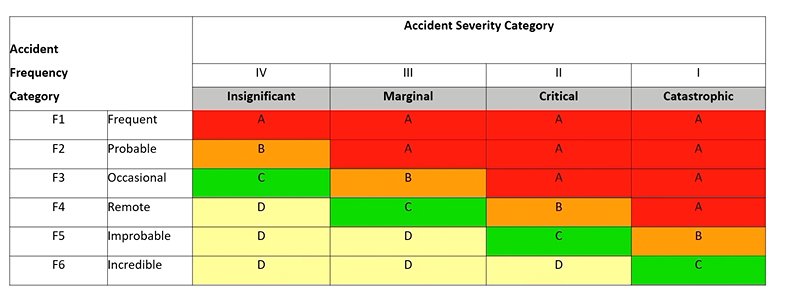 Accident Severity Category
Accident
Frequency
Category
IV III II I
Insignificant Marginal Critical Catastrophic
F1 Frequent A A A A
F2 Probable B A A A
F3 Occasional C B A A
F4 Remote D C B A
F5 Improbable D D C B
F6 Incredible D D D C